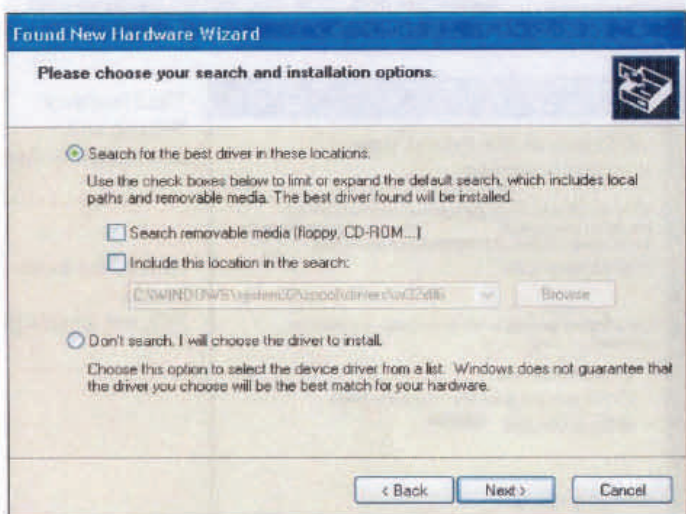 Found New Hardware Wizard
Please choose your search and installation options.
Search for the best driver in these locations.
Use the check boxes below to limit or expand the default search, which includes local
paths and removable media. The best driver found will be installed.
Search removable media (floppy, CD-ROM...)
Include this location in the search:
Browse
Don't search. I will choose the driver to install.
Choose this option to select the device driver from a list. Windows does not guarantee that
the driver you choose will be the best match for your hardware.
< Back Next > Cancel